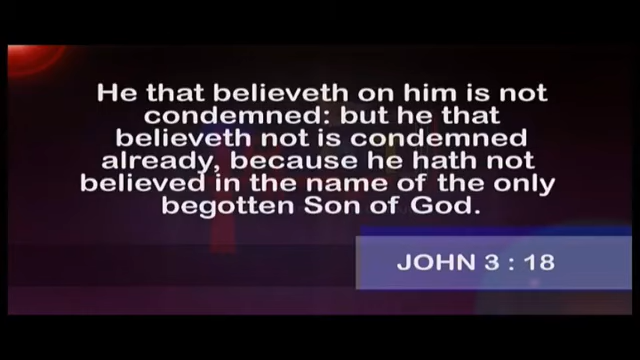 He that believeth on him is not
condemned: but he that
believeth not is condemned
already, because he hath not
believed in the name of the only
begotten Son of God.
JOHN 3 : 18